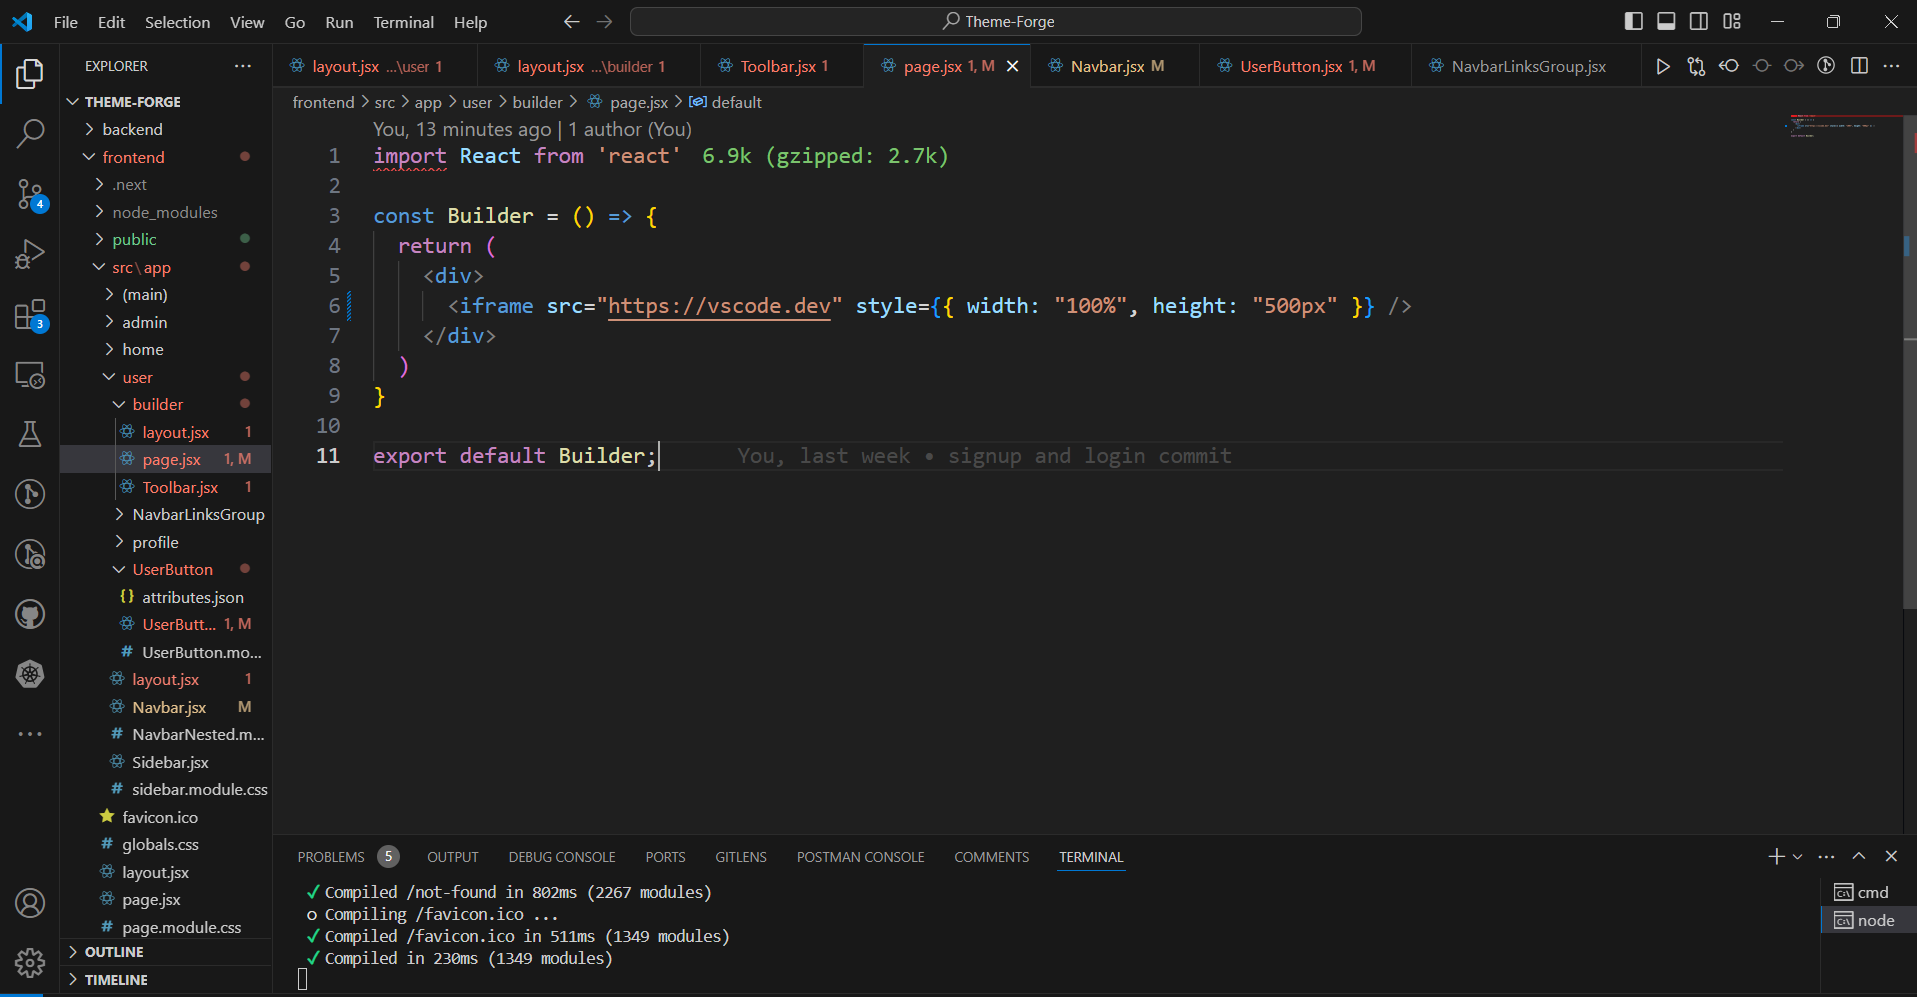 File Edit Selection View Go Run Terminal Help
Theme-Forge
EXPLORER
THEME-FORGE
backend
frontend
.next
node_modules
public
src\app
(main)
admin
home
user
builder
layout.jsx 1
page.jsx 1, M
Toolbar.jsx 1
NavbarLinksGroup
profile
UserButton
{} attributes.json
UserButt... 1, M
# UserButton.mo...
layout.jsx 1
Navbar.jsx M
# NavbarNested.m...
Sidebar.jsx
# sidebar.module.css
favicon.ico
# globals.css
layout.jsx
page.jsx
# page.module.css
OUTLINE
TIMELINE
4
3
layout.jsx ...\user 1
layout.jsx ...\builder 1
Toolbar.jsx 1
page.jsx 1, M
Navbar.jsx M
UserButton.jsx 1, M
NavbarLinksGroup.jsx
frontend > src > app > user > builder > page.jsx > default
You, 13 minutes ago | 1 author (You)
1 import React from 'react' 6.9k (gzipped: 2.7k)
2
3 const Builder = () => {
4 return (
5 <div>
6 <iframe src="https://vscode.dev" style={{ width: "100%", height: "500px" }} />
7 </div>
8 )
9 }
10
11 export default Builder; You, last week • signup and login commit
PROBLEMS 5 OUTPUT DEBUG CONSOLE PORTS GITLENS POSTMAN CONSOLE COMMENTS TERMINAL
✓ Compiled /not-found in 802ms (2267 modules)
○ Compiling /favicon.ico ...
✓ Compiled /favicon.ico in 511ms (1349 modules)
✓ Compiled in 230ms (1349 modules)
cmd
node